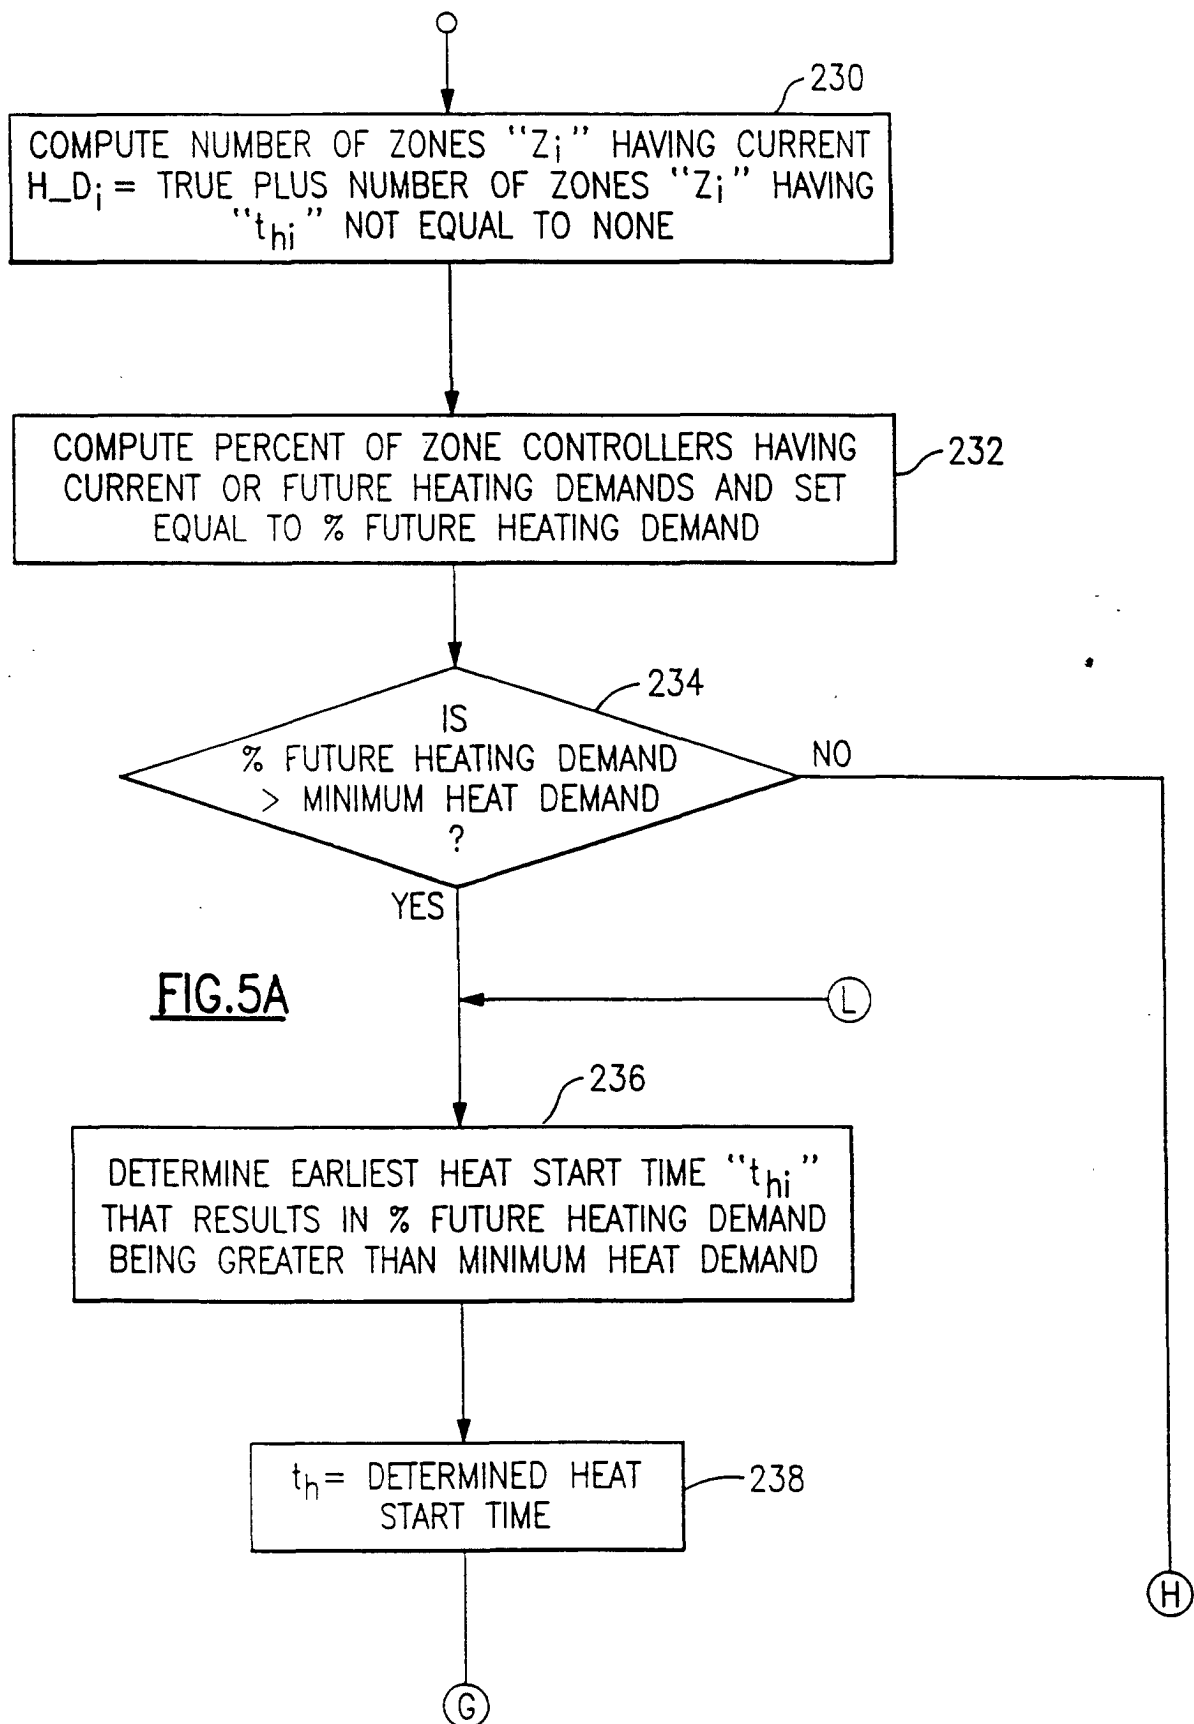 230
COMPUTE NUMBER OF ZONES “Zi” HAVING CURRENT
H_Di = TRUE PLUS NUMBER OF ZONES “Zi” HAVING
“thi” NOT EQUAL TO NONE
COMPUTE PERCENT OF ZONE CONTROLLERS HAVING
CURRENT OR FUTURE HEATING DEMANDS AND SET
EQUAL TO % FUTURE HEATING DEMAND
232
234
IS
% FUTURE HEATING DEMAND
> MINIMUM HEAT DEMAND
?
NO
YES
FIG.5A
L
236
DETERMINE EARLIEST HEAT START TIME “thi”
THAT RESULTS IN % FUTURE HEATING DEMAND
BEING GREATER THAN MINIMUM HEAT DEMAND
th = DETERMINED HEAT
START TIME
238
H
G